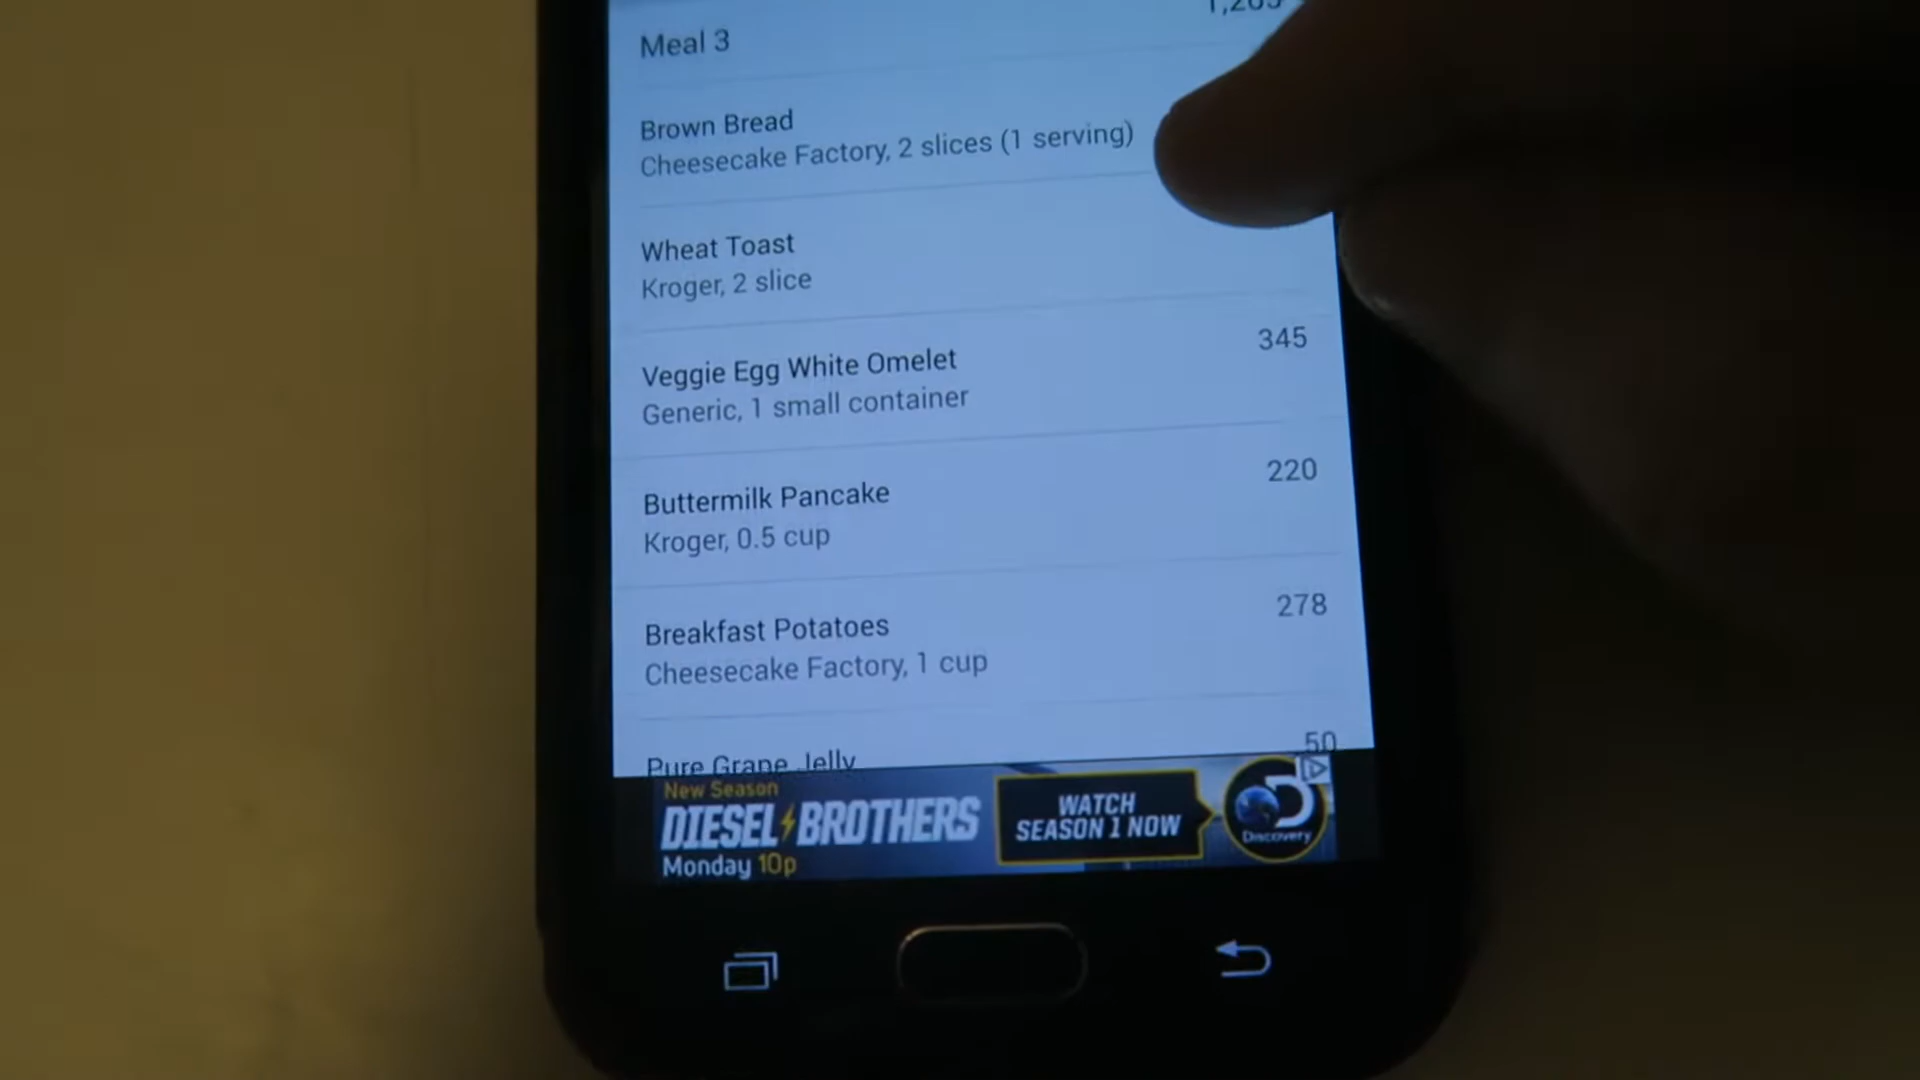 Meal 3
Brown Bread
Cheesecake Factory, 2 slices (1 serving)
Wheat Toast
Kroger, 2 slice
Veggie Egg White Omelet
345
Generic, 1 small container
Buttermilk Pancake
220
Kroger, 0.5 cup
Breakfast Potatoes
278
Cheesecake Factory, 1 cup
Pure Grape Jelly
50
New Season
DIESEL BROTHERS
Monday 10p
WATCH
SEASON 1 NOW
Discovery